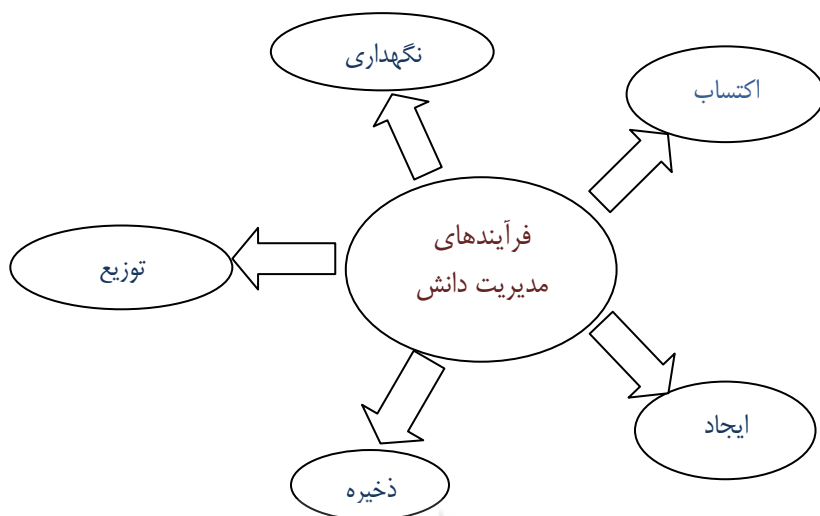 نگهداری
اکتساب
فرآیندهای
مدیریت دانش
توزیع
ایجاد
ذخیره